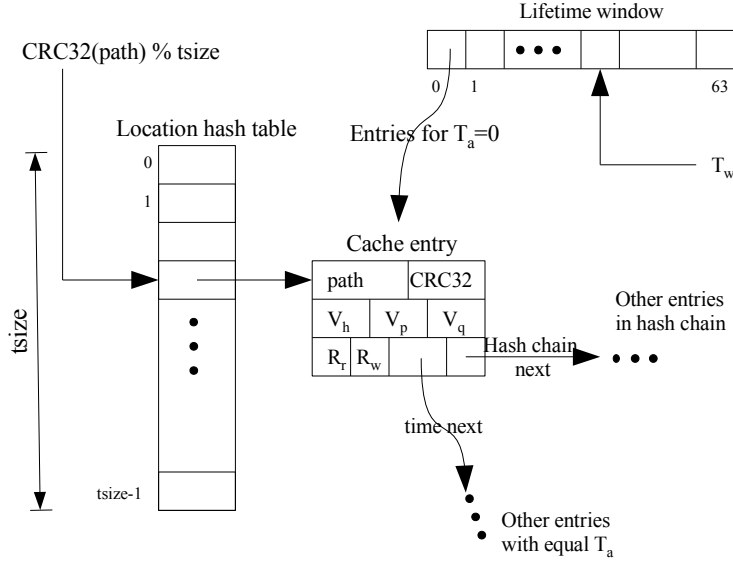 Lifetime window
CRC32(path) % tsize
0 1 63
Location hash table
Entries for Tₐ=0
0
T_w
1
Cache entry
path CRC32
tsize
V_h V_p V_q
Other entries
in hash chain
R_r R_w
Hash chain
next
time next
tsize-1
Other entries
with equal Tₐ